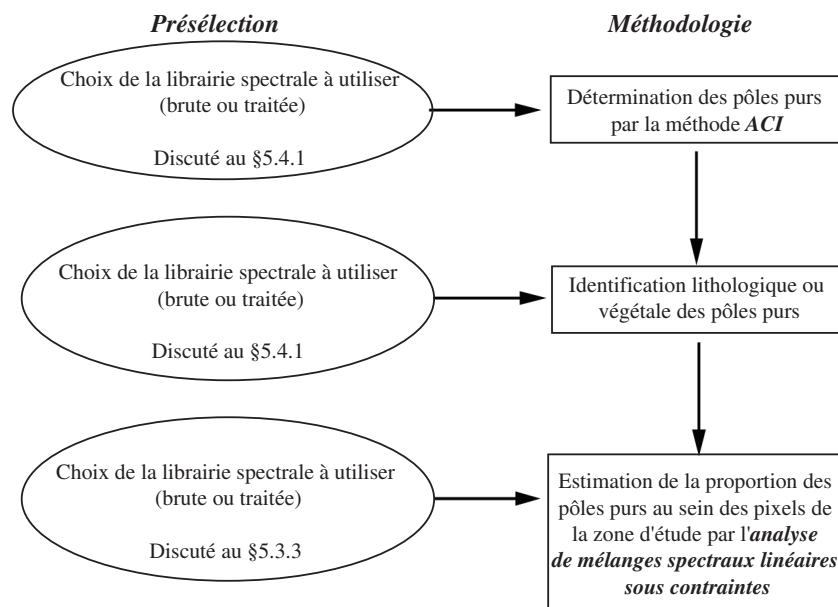 Présélection
Méthodologie
Choix de la librairie spectrale à utiliser
(brute ou traitée)
Discuté au §5.4.1
Détermination des pôles purs
par la méthode ACI
Choix de la librairie spectrale à utiliser
(brute ou traitée)
Discuté au §5.4.1
Identification lithologique ou
végétale des pôles purs
Choix de la librairie spectrale à utiliser
(brute ou traitée)
Discuté au §5.3.3
Estimation de la proportion des
pôles purs au sein des pixels de
la zone d'étude par l'analyse
de mélanges spectraux linéaires
sous contraintes